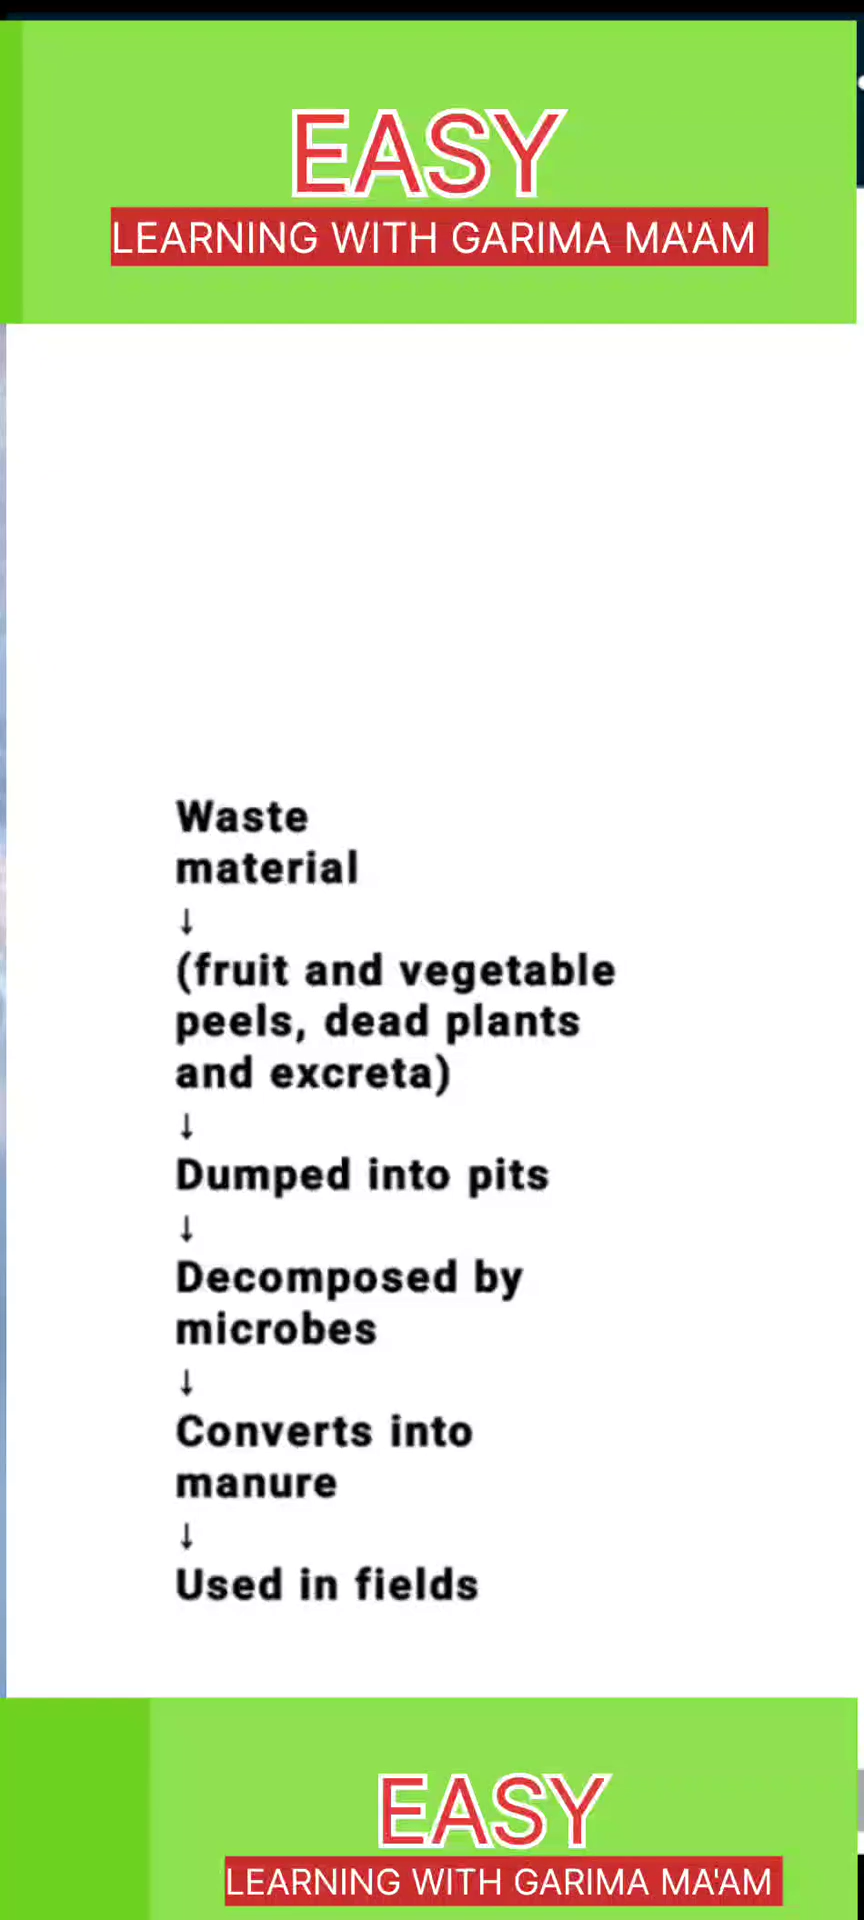 EASY
LEARNING WITH GARIMA MA'AM
Waste
material
↓
(fruit and vegetable
peels, dead plants
and excreta)
↓
Dumped into pits
↓
Decomposed by
microbes
↓
Converts into
manure
↓
Used in fields
EASY
LEARNING WITH GARIMA MA'AM